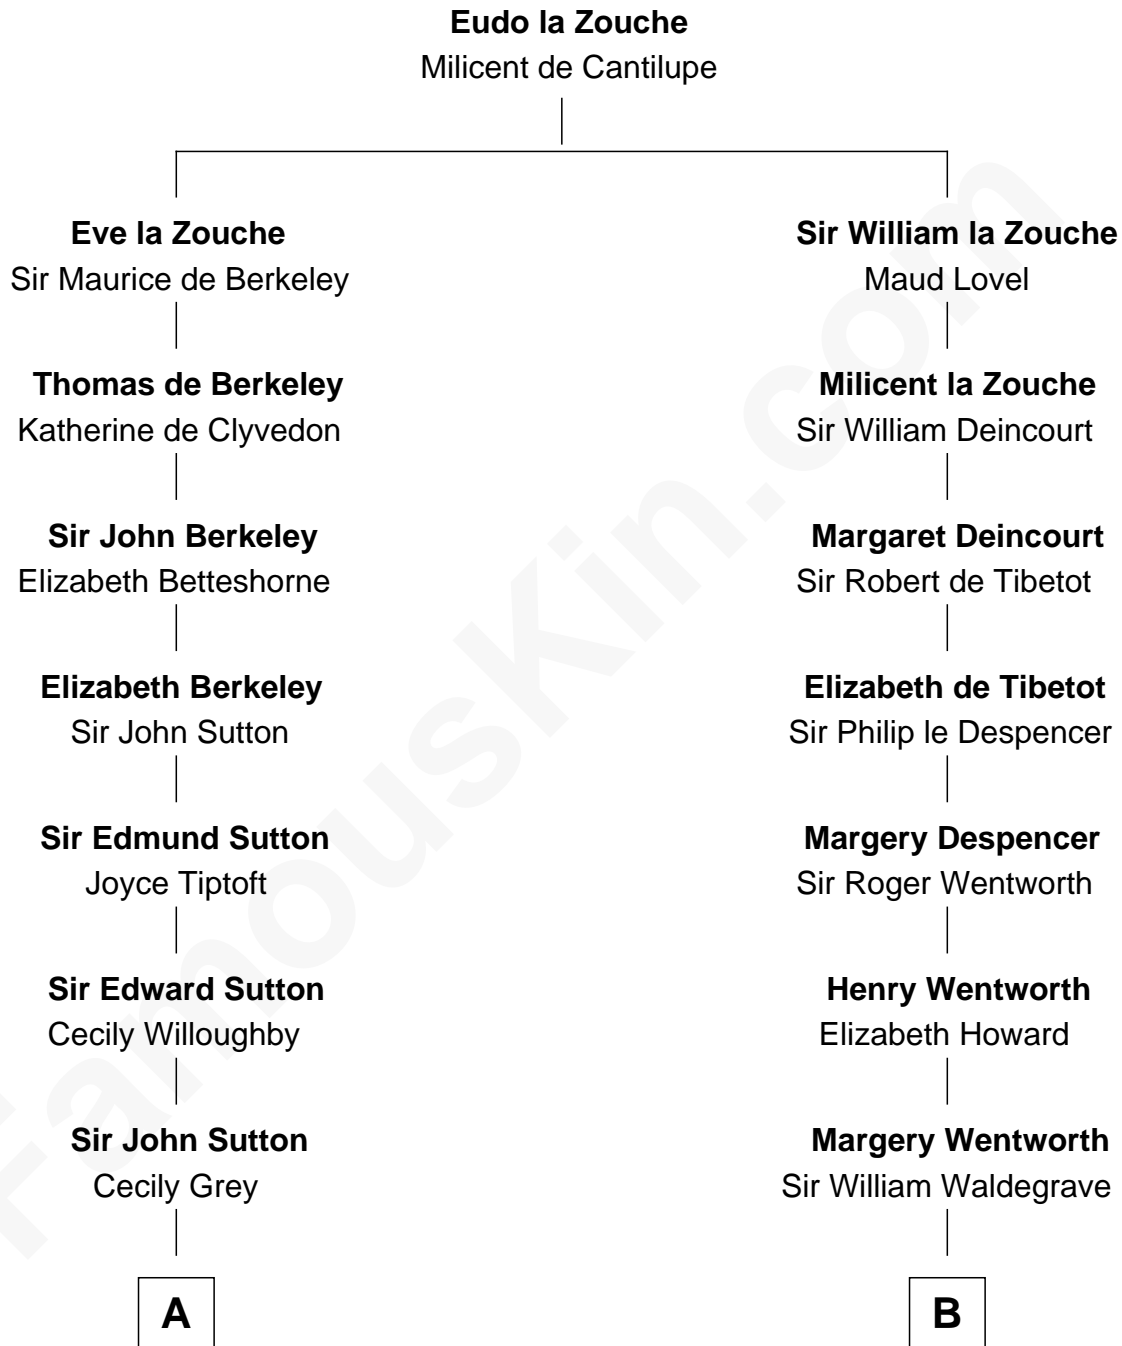 Eudo la Zouche
Milicent de Cantilupe
Eve la Zouche
Sir Maurice de Berkeley
Thomas de Berkeley
Katherine de Clyvedon
Sir John Berkeley
Elizabeth Betteshorne
Elizabeth Berkeley
Sir John Sutton
Sir Edmund Sutton
Joyce Tiptoft
Sir Edward Sutton
Cecily Willoughby
Sir John Sutton
Cecily Grey
A
Sir William la Zouche
Maud Lovel
Milicent la Zouche
Sir William Deincourt
Margaret Deincourt
Sir Robert de Tibetot
Elizabeth de Tibetot
Sir Philip le Despencer
Margery Despencer
Sir Roger Wentworth
Henry Wentworth
Elizabeth Howard
Margery Wentworth
Sir William Waldegrave
B
FamousKin.com